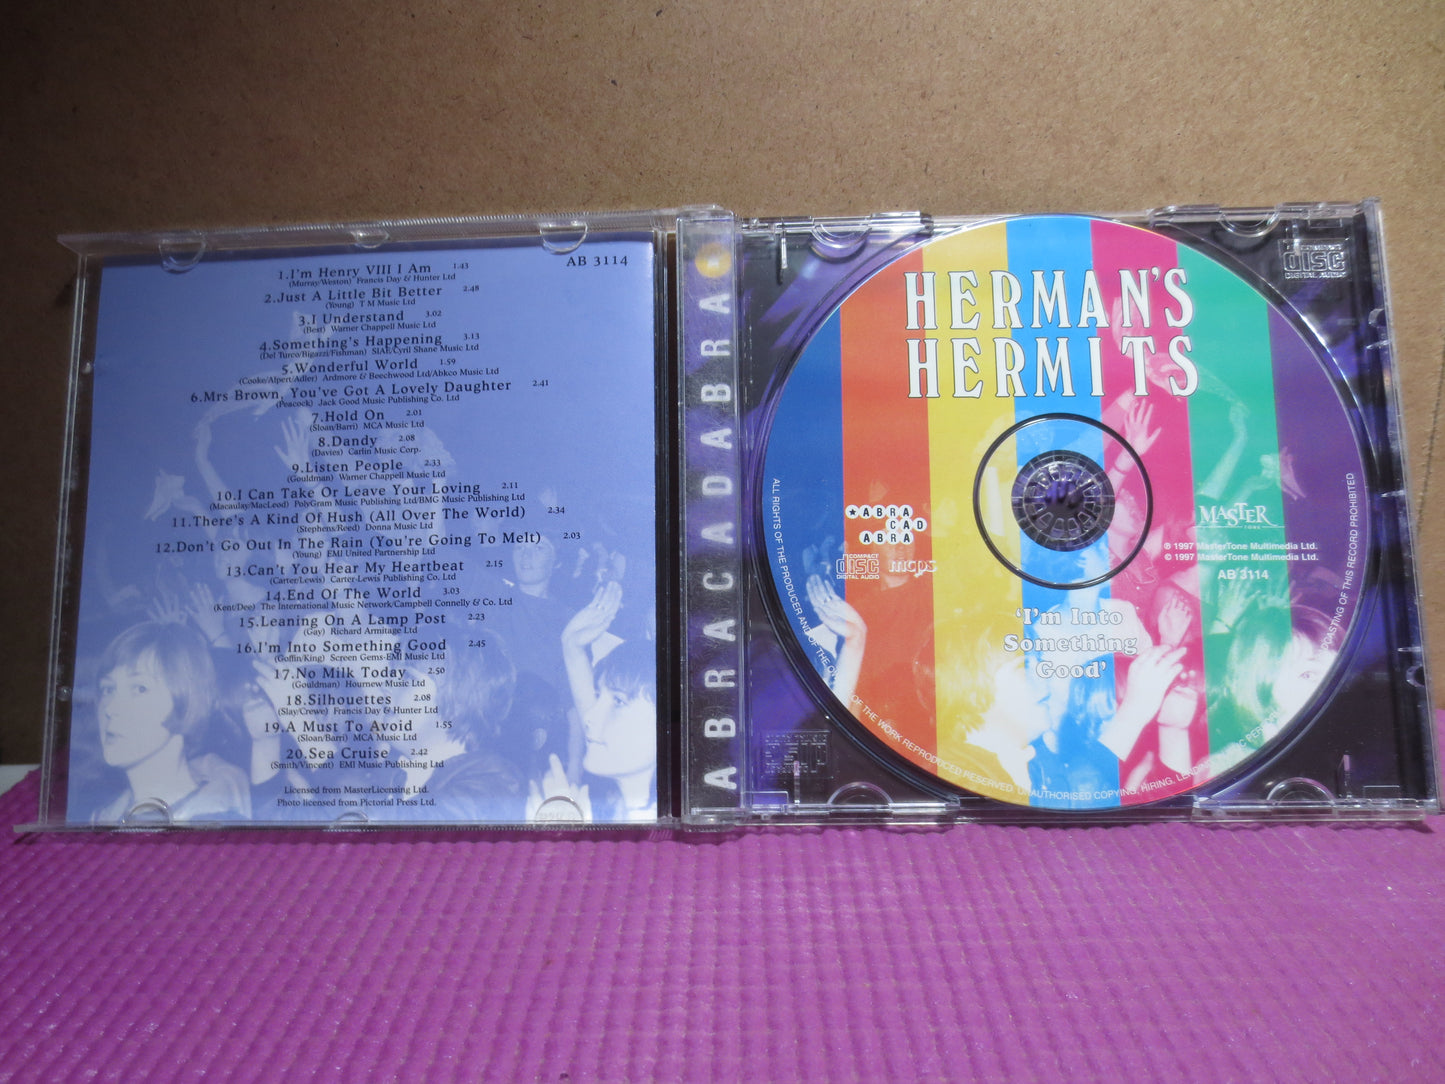 AB 3114
1.I'm Henry VIII I Am 1.43
(Murray/Weston) Francis Day & Hunter Ltd
2.Just A Little Bit Better 2.48
(Young) T M Music Ltd
3.I Understand 3.02
(Best) Warner Chappell Music Ltd
4.Something's Happening 3.13
(Del Turco/Bigazzi/Fishman) SIAE/Cyril Shane Music Ltd
5.Wonderful World 1.59
(Cooke/Alpert/Adler) Ardmore & Beechwood Ltd/Abkco Music Ltd
6.Mrs Brown, You've Got A Lovely Daughter 2.41
(Peacock) Jack Good Music Publishing Co. Ltd
7.Hold On 2.01
(Sloan/Barri) MCA Music Ltd
8.Dandy 2.08
(Davies) Carlin Music Corp.
9.Listen People 2.33
(Gouldman) Warner Chappell Music Ltd
10.I Can Take Or Leave Your Loving 2.11
(Macaulay/MacLeod) PolyGram Music Publishing Ltd/BMG Music Publishing Ltd
11.There's A Kind Of Hush (All Over The World) 2.34
(Stephens/Reed) Donna Music Ltd
12.Don't Go Out In The Rain (You're Going To Melt) 2.03
(Young) EMI United Partnership Ltd
13.Can't You Hear My Heartbeat 2.15
(Carter/Lewis) Carter-Lewis Publishing Co. Ltd
14.End Of The World 3.03
(Kent/Dee) The International Music Network/Campbell Connelly & Co. Ltd
15.Leaning On A Lamp Post 2.23
(Gay) Richard Armitage Ltd
16.I'm Into Something Good 2.45
(Goffin/King) Screen Gems-EMI Music Ltd
17.No Milk Today 2.50
(Gouldman) Hournew Music Ltd
18.Silhouettes 2.08
(Slay/Crewe) Francis Day & Hunter Ltd
19.A Must To Avoid 1.55
(Sloan/Barri) MCA Music Ltd
20.Sea Cruise 2.42
(Smith/Vincent) EMI Music Publishing Ltd
Licensed from MasterLicensing Ltd.
Photo licensed from Pictorial Press Ltd.
ABRACADABRA
HERMAN'S
HERMITS
ABRA
CAD
ABRA
COMPACT
disc
DIGITAL AUDIO
mcps
MASTER
TONE
℗ 1997 MasterTone Multimedia Ltd.
© 1997 MasterTone Multimedia Ltd.
AB 3114
'I'm Into
Something
Good'
ALL RIGHTS OF THE PRODUCER AND OF THE OWNER OF THE WORK REPRODUCED RESERVED. UNAUTHORISED COPYING, HIRING, LENDING, PUBLIC PERFORMANCE AND BROADCASTING OF THIS RECORD PROHIBITED
COMPACT
disc
DIGITAL AUDIO